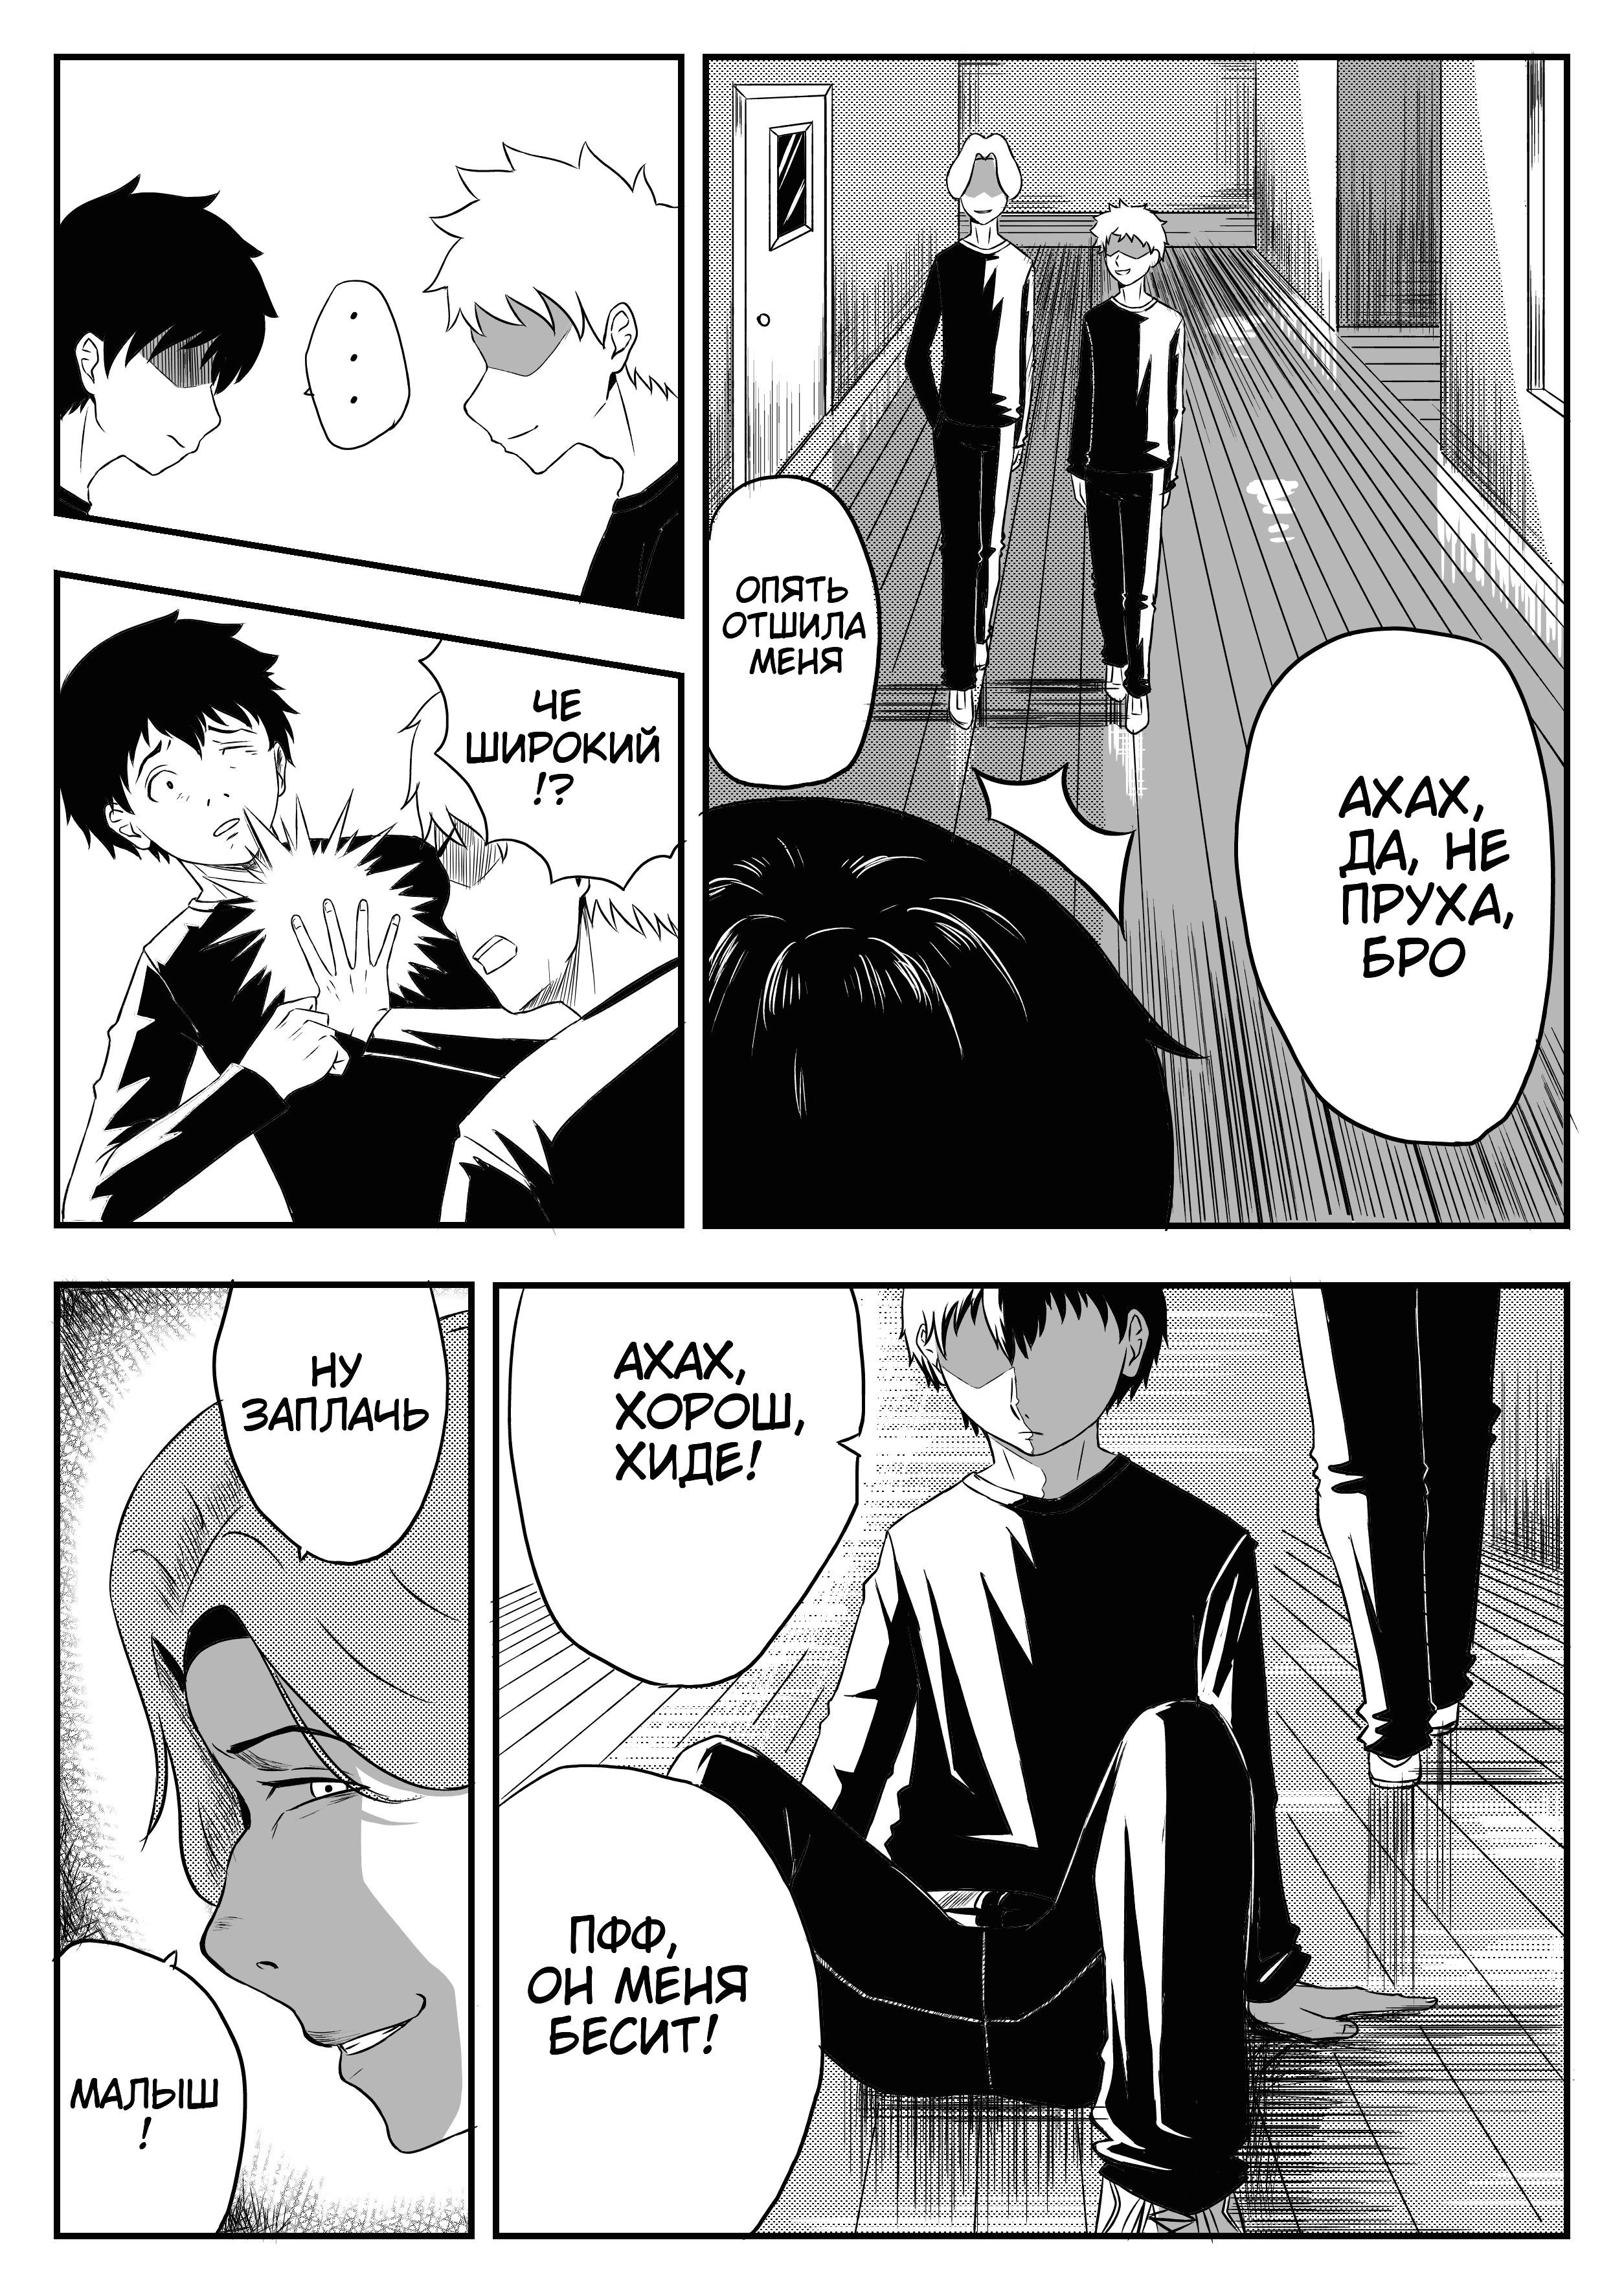 ОПЯТЬ
ОТШИЛА
МЕНЯ
АХАХ,
ДА, НЕ
ПРУХА,
БРО
. . .
ЧЕ
ШИРОКИЙ
!?
АХАХ,
ХОРОШ,
ХИДЕ!
ПФФ,
ОН МЕНЯ
БЕСИТ!
НУ
ЗАПЛАЧЬ
МАЛЫШ
!